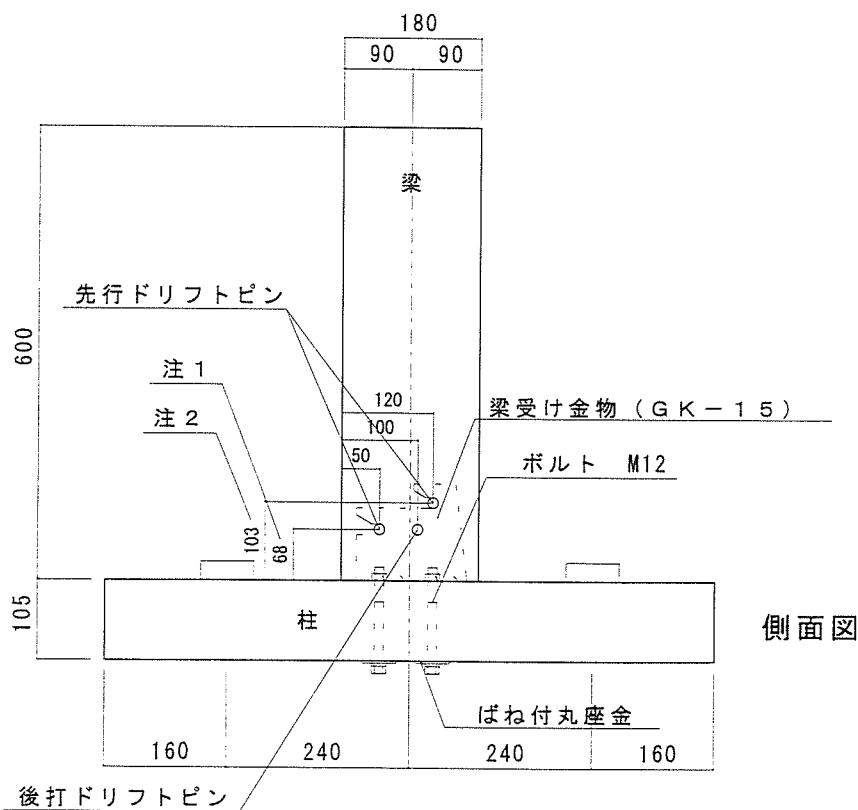 180
90 90
梁
先行ドリフトピン
600
注1
120
梁受け金物(GK-15)
注2
100
50
ボルト M12
103
68
105
柱
側面図
ばね付丸座金
160 240 240 160
後打ドリフトピン